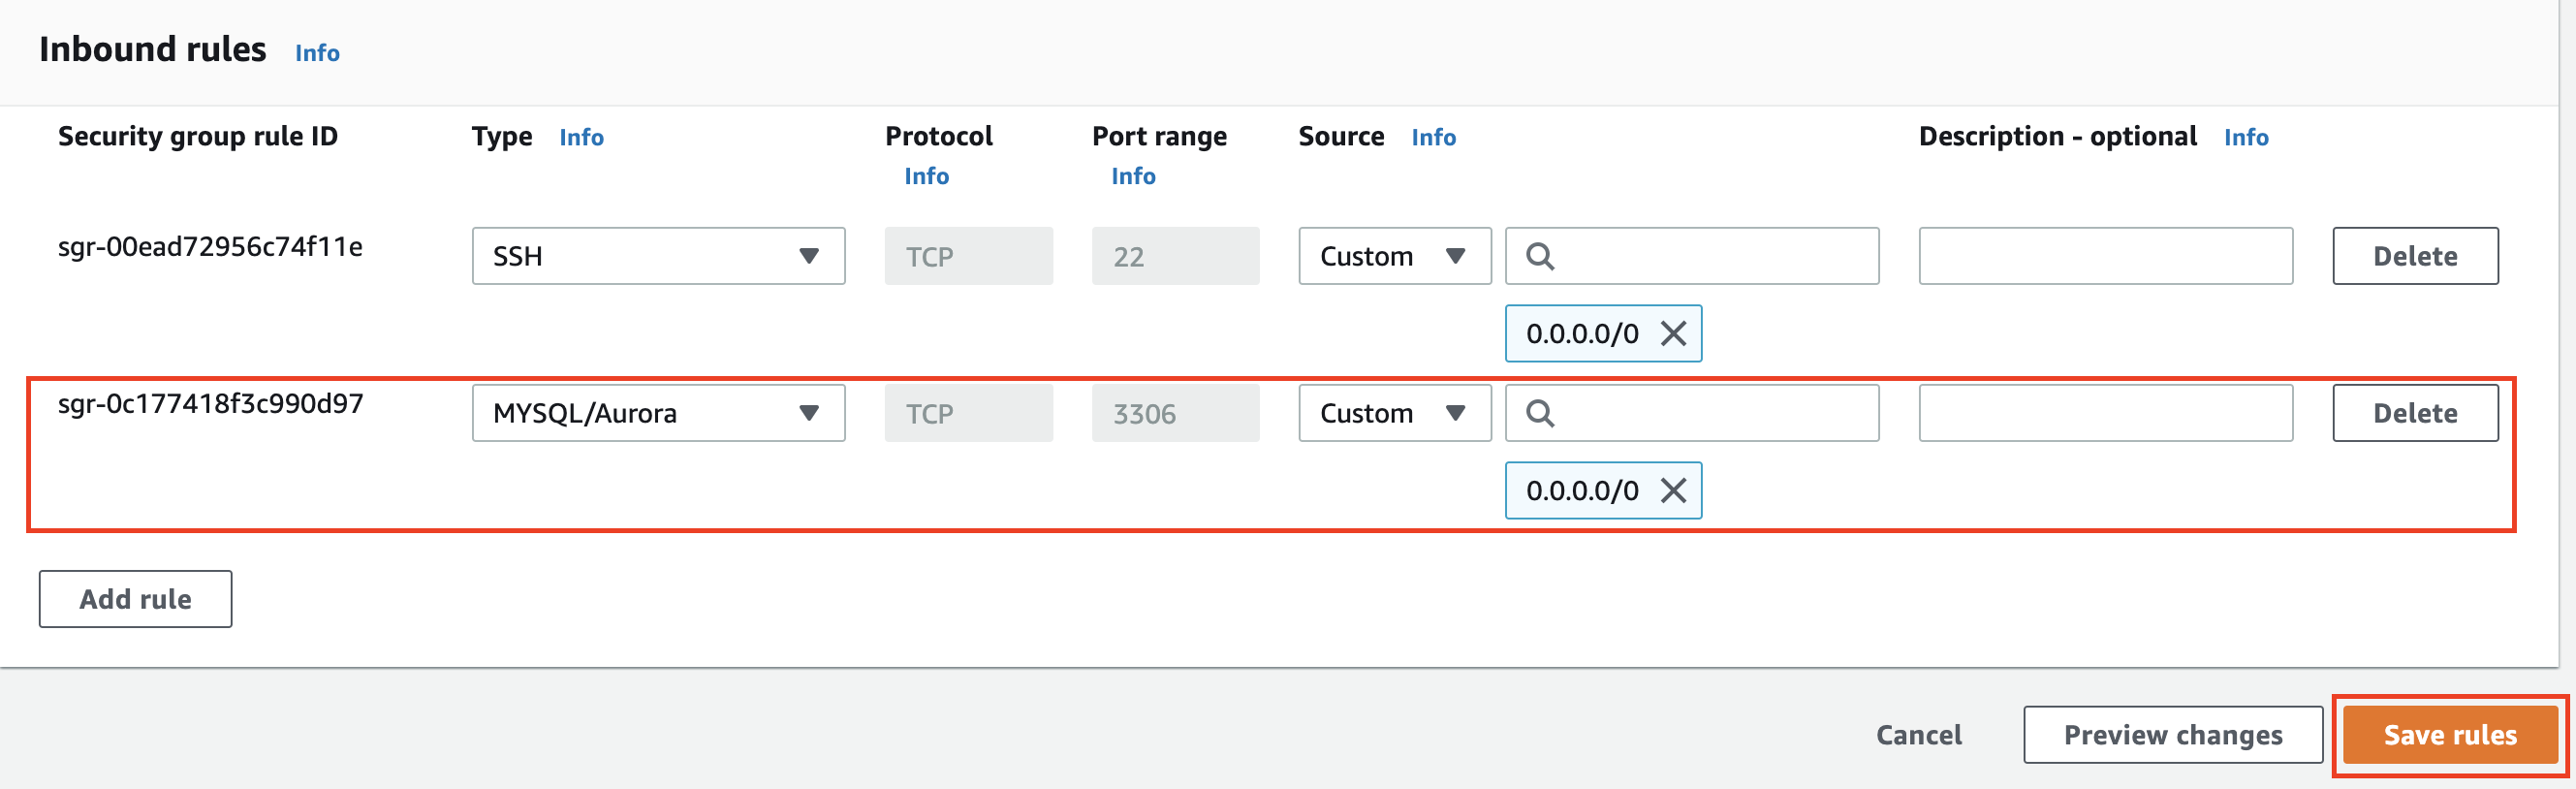 Inbound rules Info
Security group rule ID Type Info Protocol Info Port range Info Source Info Description - optional Info
sgr-00ead72956c74f11e SSH TCP 22 Custom Delete
0.0.0.0/0
sgr-0c177418f3c990d97 MYSQL/Aurora TCP 3306 Custom Delete
0.0.0.0/0
Add rule
Cancel Preview changes Save rules